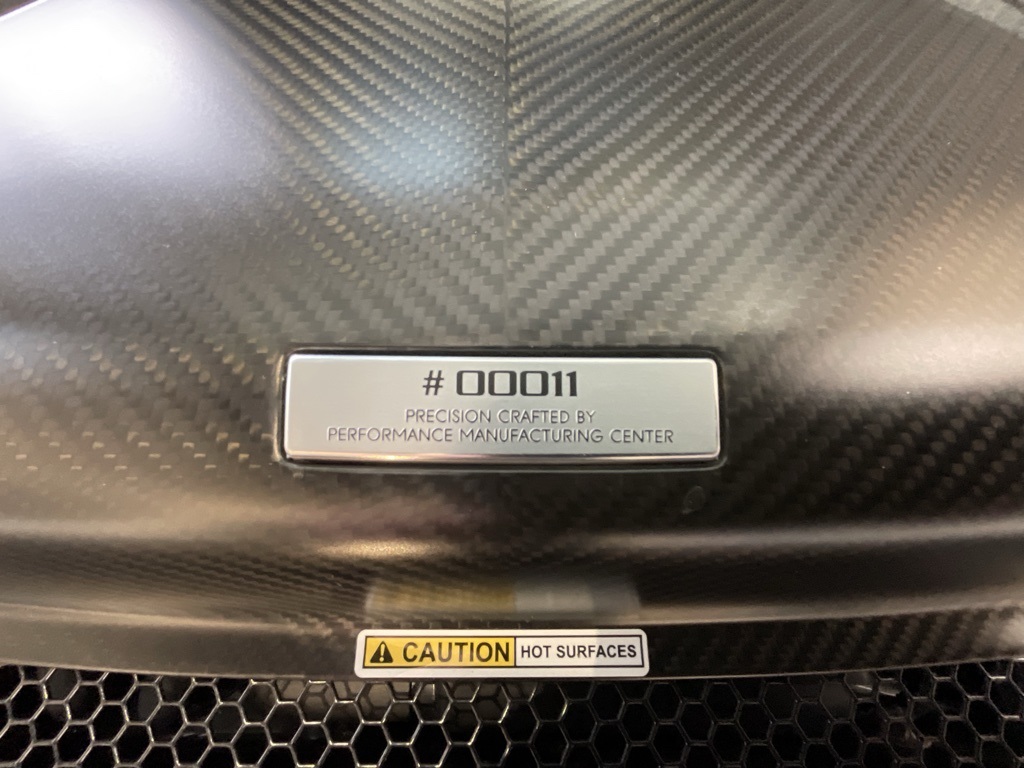 # 00011
PRECISION CRAFTED BY
PERFORMANCE MANUFACTURING CENTER
CAUTION HOT SURFACES